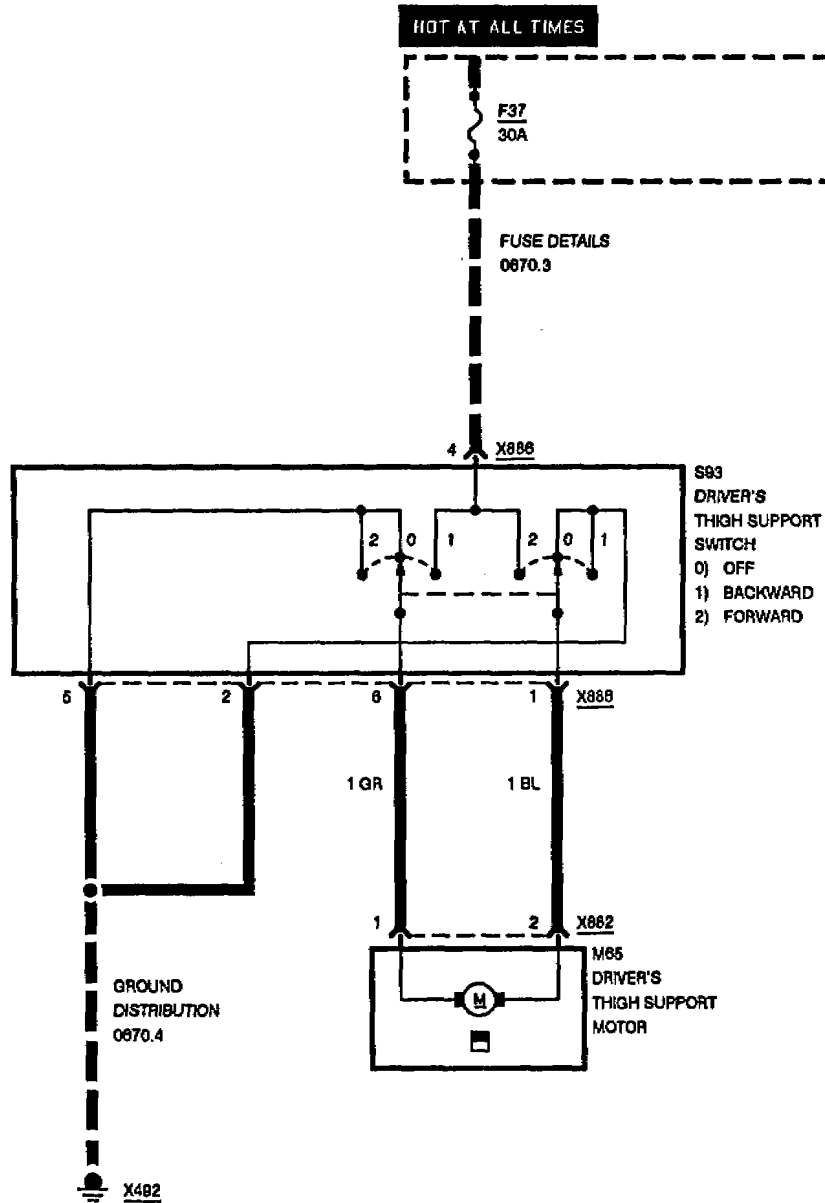 HOT AT ALL TIMES
F37
30A
FUSE DETAILS
0670.3
4 X886
S93
DRIVER'S
THIGH SUPPORT
SWITCH
0) OFF
1) BACKWARD
2) FORWARD
2 0 1 2 0 1
5 2 6 1 X886
1 GR 1 BL
1 2 X882
M65
DRIVER'S
THIGH SUPPORT
MOTOR
M
GROUND
DISTRIBUTION
0670.4
X492